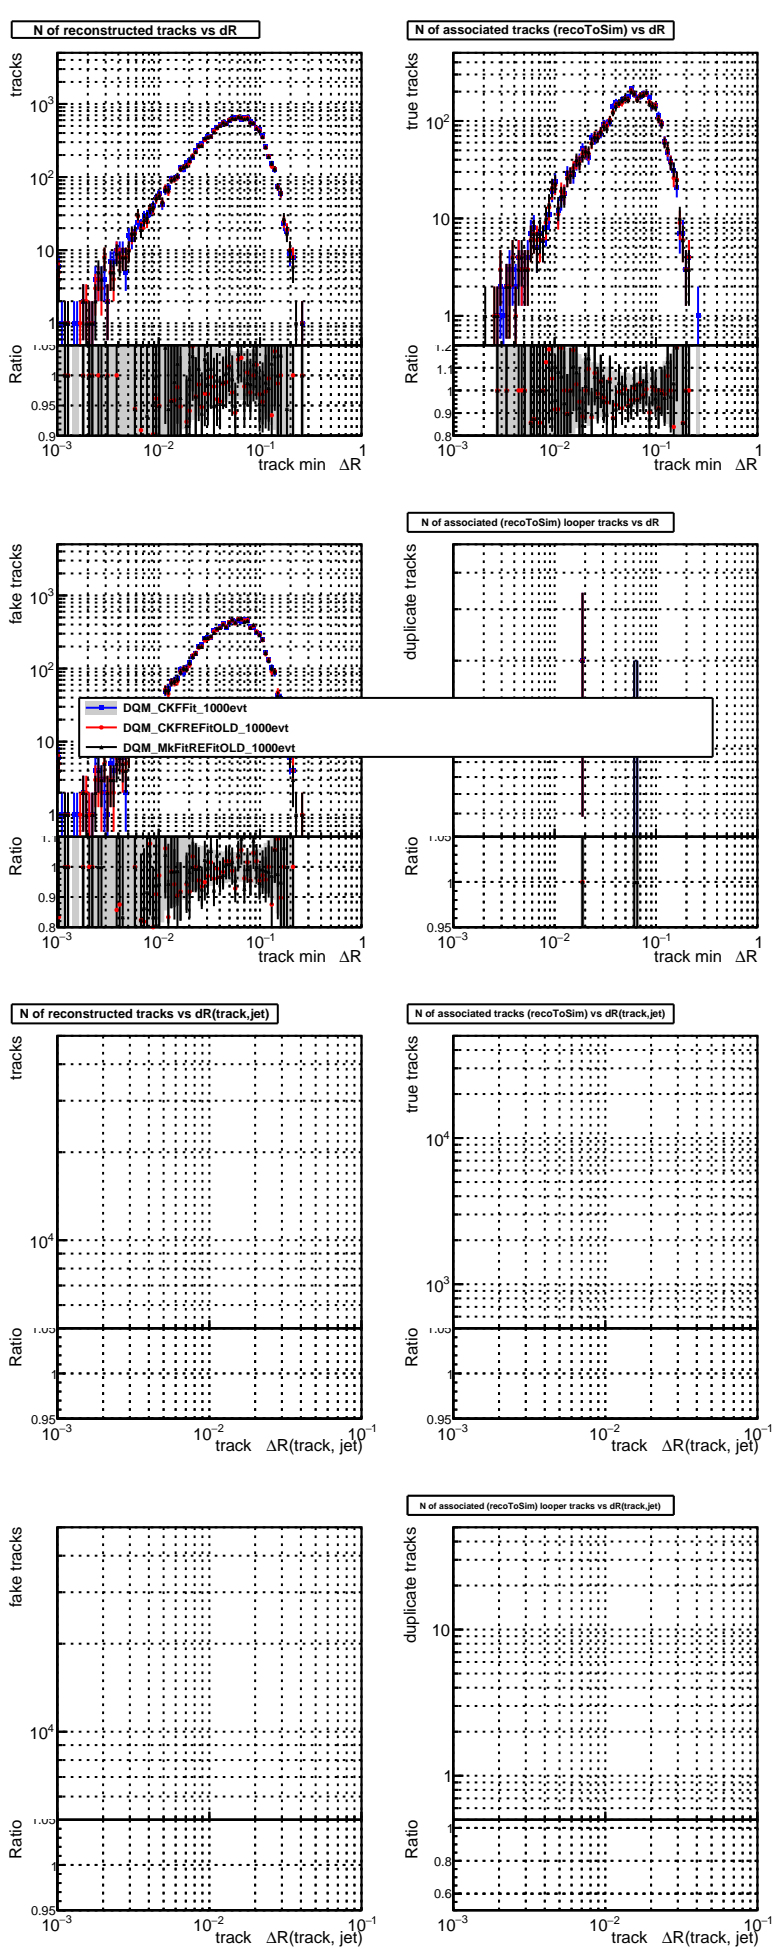 N of reconstructed tracks vs dR
tracks
10³
10²
10
1
Ratio
1.05
1
0.95
0.9
10⁻³ 10⁻² 10⁻¹ 1
track min ΔR
N of associated tracks (recoToSim) vs dR
true tracks
10²
10
1
Ratio
1.2
1.1
1
0.9
0.8
10⁻³ 10⁻² 10⁻¹ 1
track min ΔR
fake tracks
10³
10²
10
1
Ratio
1.1
1
0.9
0.8
10⁻³ 10⁻² 10⁻¹ 1
track min ΔR
N of associated (recoToSim) looper tracks vs dR
duplicate tracks
Ratio
1.05
1
0.95
10⁻³ 10⁻² 10⁻¹ 1
track min ΔR
DQM_CKFFit_1000evt
DQM_CKFREFitOLD_1000evt
DQM_MkFitREFitOLD_1000evt
N of reconstructed tracks vs dR(track,jet)
tracks
10⁴
Ratio
1.05
1
0.95
10⁻³ 10⁻² 10⁻¹
track ΔR(track, jet)
N of associated tracks (recoToSim) vs dR(track,jet)
true tracks
10⁴
10³
Ratio
1.05
1
0.95
10⁻³ 10⁻² 10⁻¹
track ΔR(track, jet)
fake tracks
10⁴
Ratio
1.05
1
0.95
10⁻³ 10⁻² 10⁻¹
track ΔR(track, jet)
N of associated (recoToSim) looper tracks vs dR(track,jet)
duplicate tracks
10
1
Ratio
1
0.8
0.6
10⁻³ 10⁻² 10⁻¹
track ΔR(track, jet)